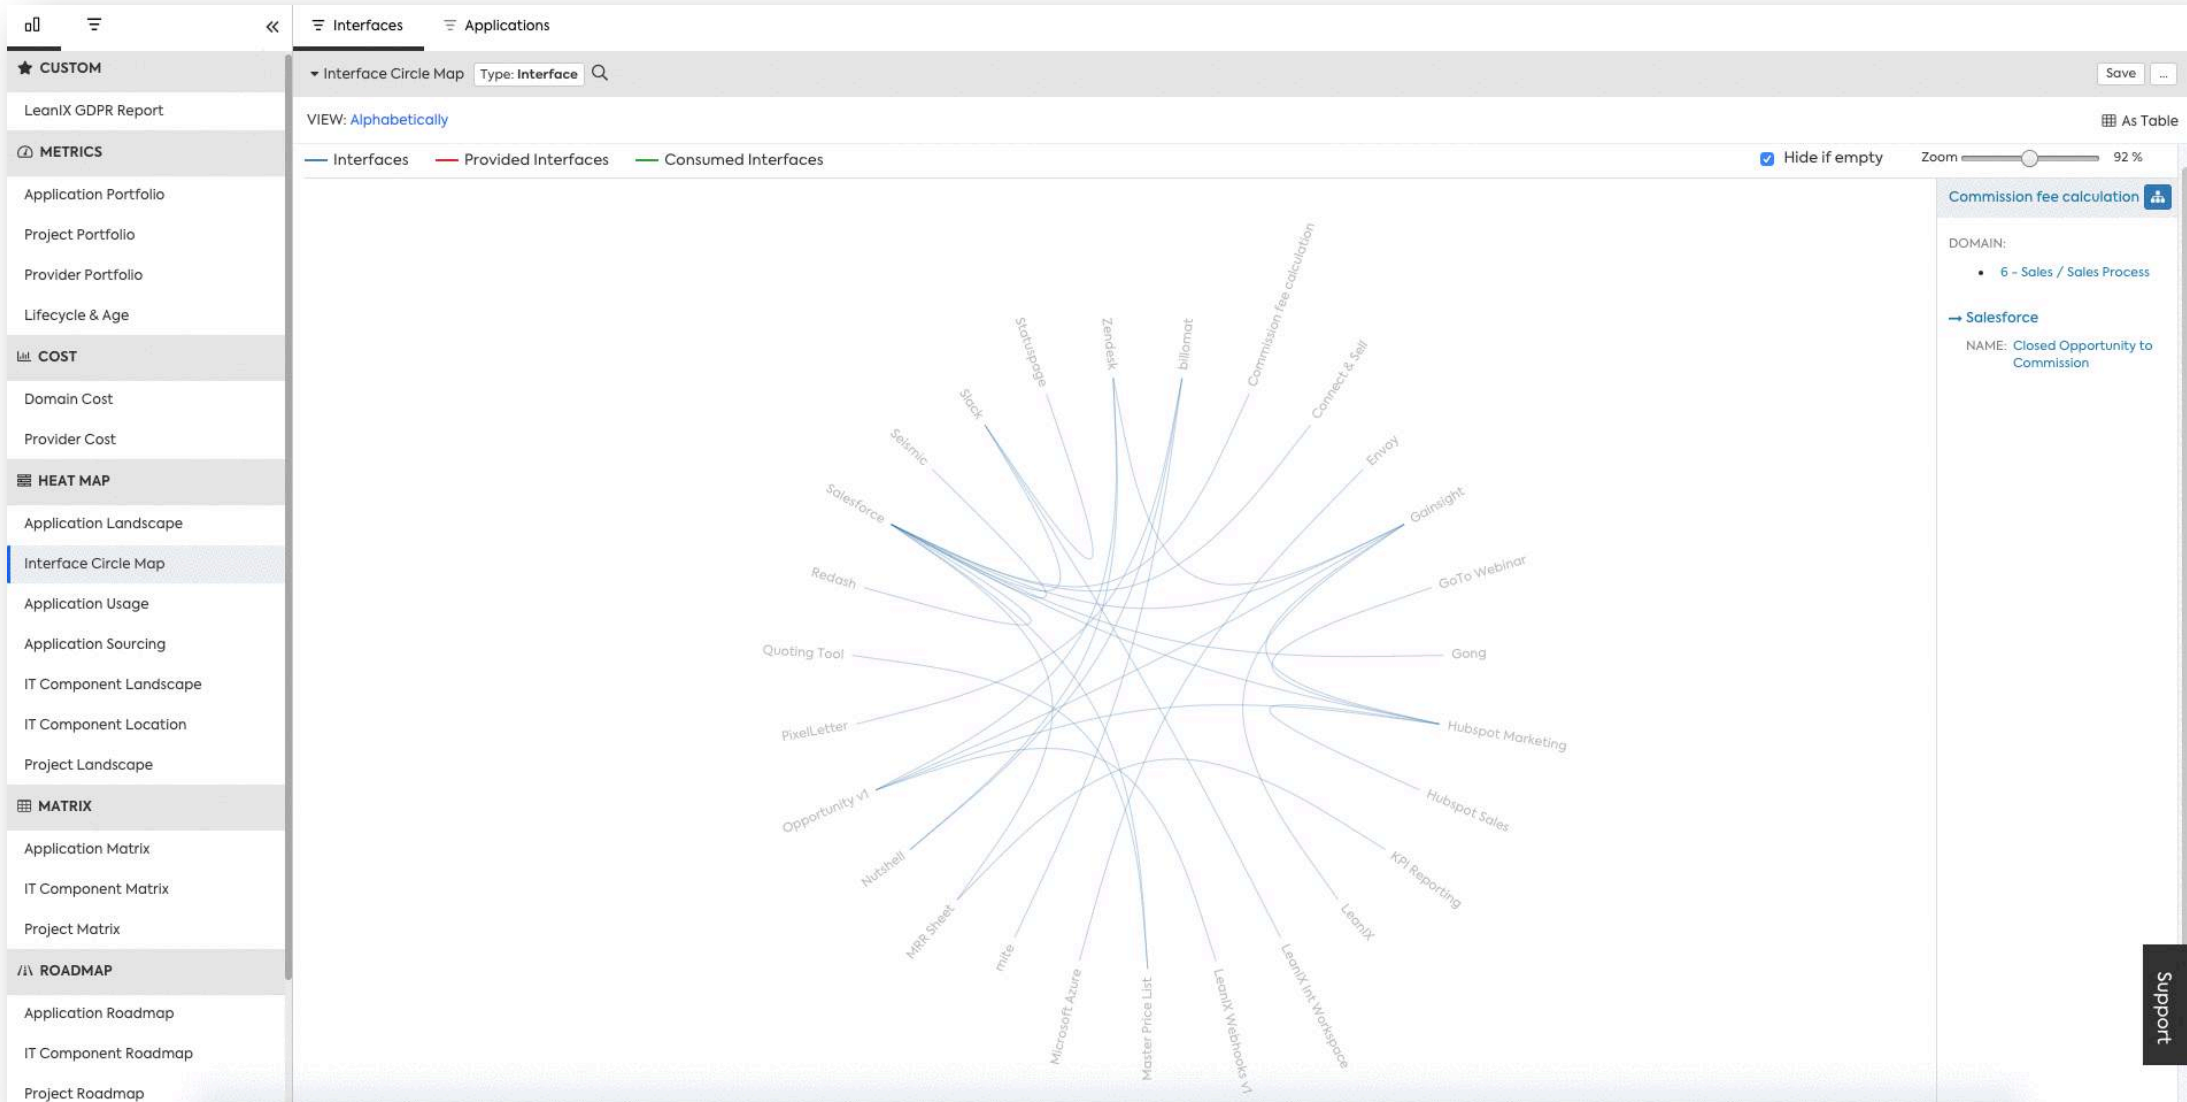 Interfaces
Applications
CUSTOM
LeanIX GDPR Report
METRICS
Application Portfolio
Project Portfolio
Provider Portfolio
Lifecycle & Age
COST
Domain Cost
Provider Cost
HEAT MAP
Application Landscape
Interface Circle Map
Application Usage
Application Sourcing
IT Component Landscape
IT Component Location
Project Landscape
MATRIX
Application Matrix
IT Component Matrix
Project Matrix
ROADMAP
Application Roadmap
IT Component Roadmap
Project Roadmap
Interface Circle Map Type: Interface
Save ...
VIEW: Alphabetically
As Table
Interfaces Provided Interfaces Consumed Interfaces
Hide if empty Zoom 92 %
billomat
Commission fee calculation
Connect & Sell
Envoy
Gainsight
GoTo Webinar
Gong
Hubspot Marketing
Hubspot Sales
KPI Reporting
LeanIX
LeanIX Int Workspace
LeanIX Webhooks v1
Master Price List
Microsoft Azure
mite
MRR Sheet
Nutshell
Opportunity v1
PixelLetter
Quoting Tool
Redash
Salesforce
Seismic
Slack
Statuspage
Zendesk
Commission fee calculation
DOMAIN:
• 6 - Sales / Sales Process
→ Salesforce
NAME: Closed Opportunity to
Commission
Support